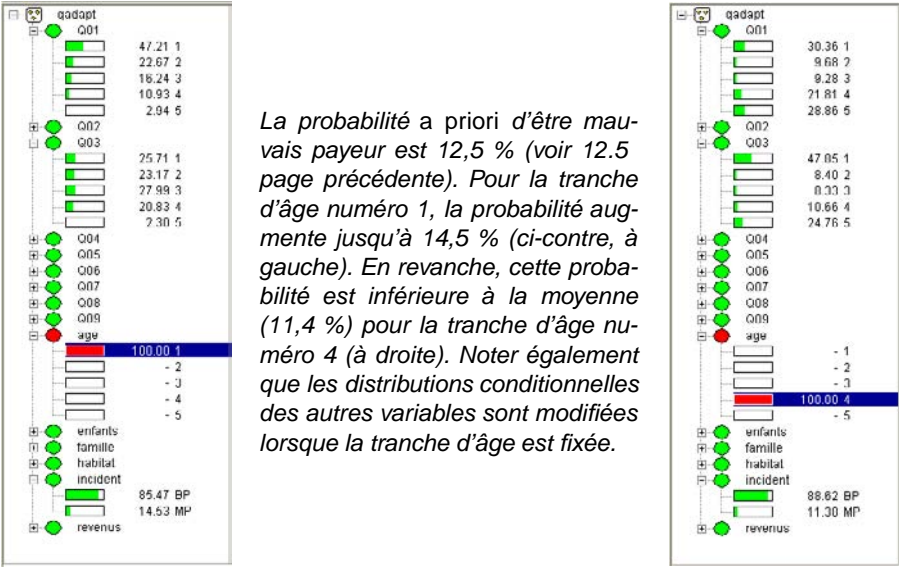 qadapt
Q01
47.21 1
22.67 2
16.24 3
10.93 4
2.94 5
Q02
Q03
25.71 1
23.17 2
27.99 3
20.83 4
2.30 5
Q04
Q05
Q06
Q07
Q08
Q09
age
100.00 1
- 2
- 3
- 4
- 5
enfants
famille
habitat
incident
85.47 BP
14.53 MP
revenus
La probabilité a priori d'être mau-
vais payeur est 12,5 % (voir 12.5
page précédente). Pour la tranche
d'âge numéro 1, la probabilité aug-
mente jusqu'à 14,5 % (ci-contre, à
gauche). En revanche, cette proba-
bilité est inférieure à la moyenne
(11,4 %) pour la tranche d'âge nu-
méro 4 (à droite). Noter également
que les distributions conditionnelles
des autres variables sont modifiées
lorsque la tranche d'âge est fixée.
qadapt
Q01
30.36 1
9.68 2
9.28 3
21.81 4
28.86 5
Q02
Q03
47.85 1
8.40 2
8.33 3
10.66 4
24.76 5
Q04
Q05
Q06
Q07
Q08
Q09
age
- 1
- 2
- 3
100.00 4
- 5
enfants
famille
habitat
incident
88.62 BP
11.38 MP
revenus